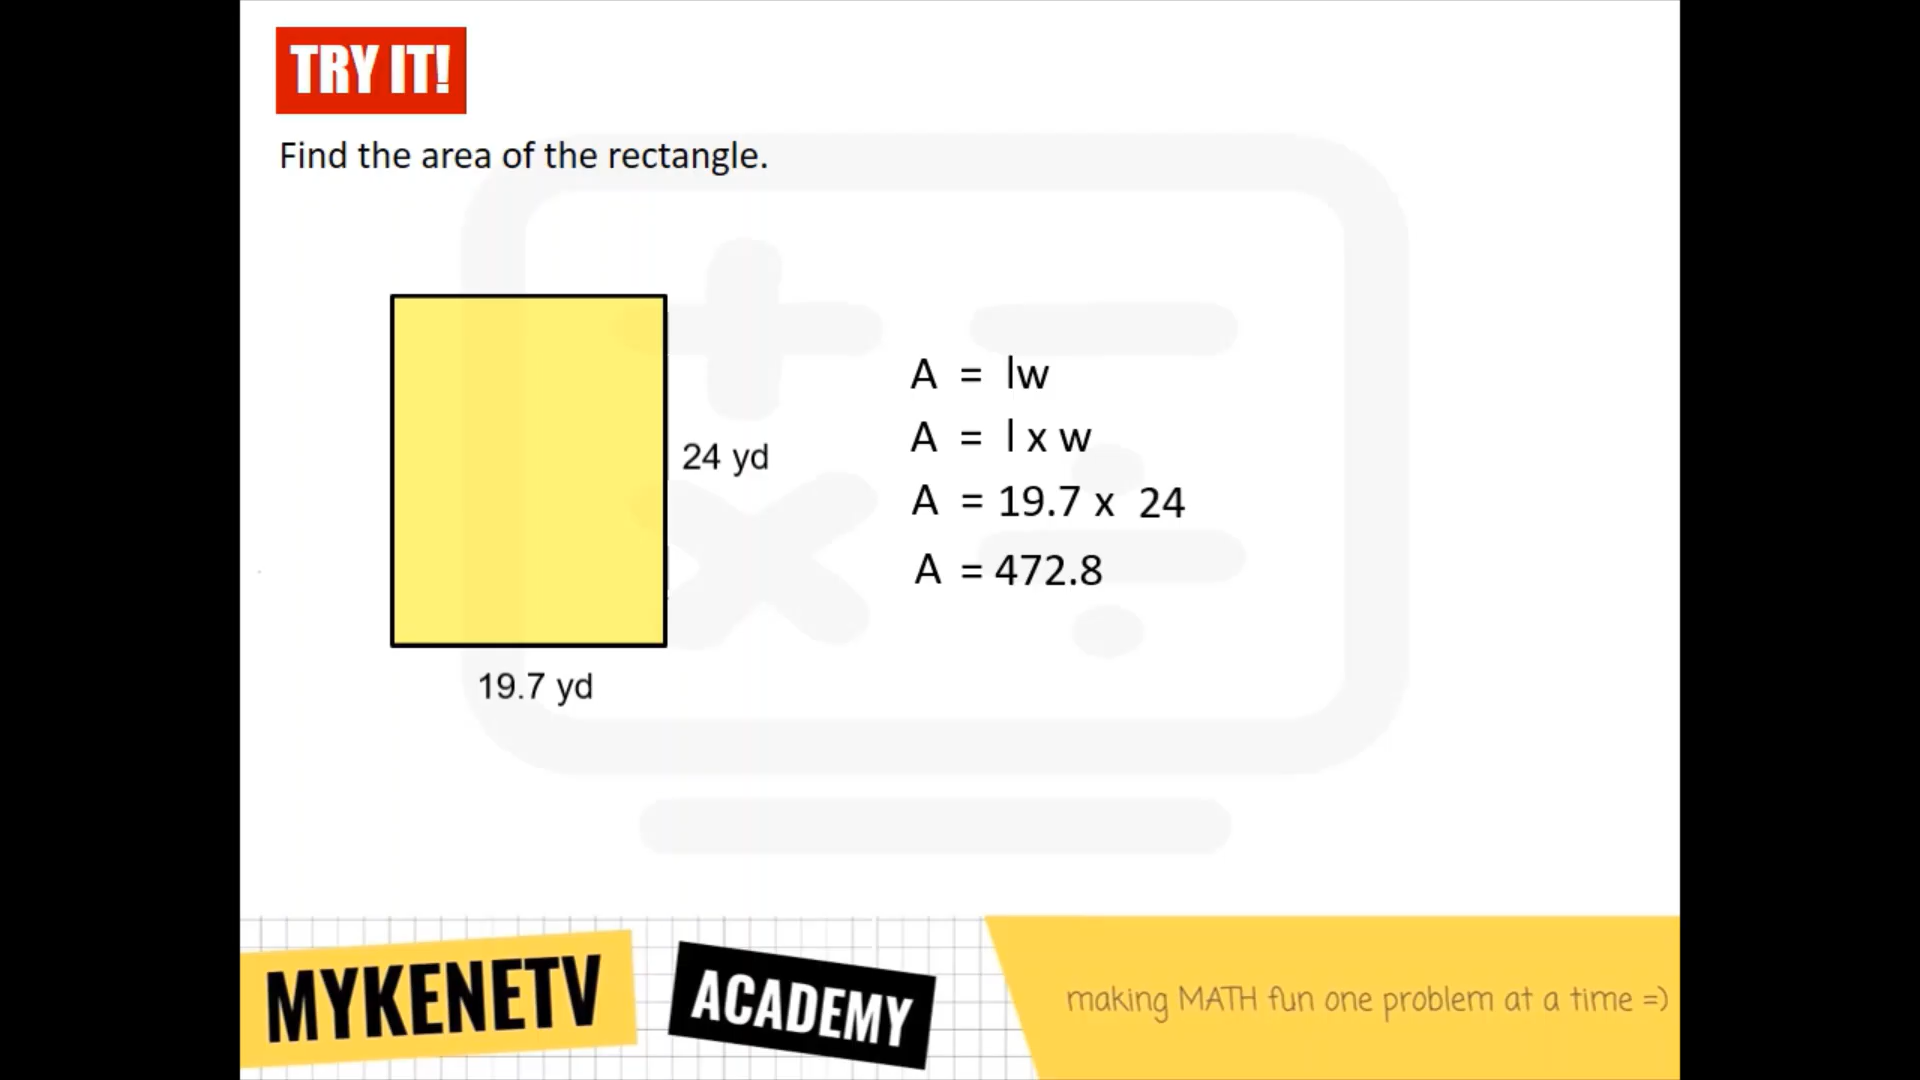 TRY IT!
Find the area of the rectangle.
A = lw
A = l x w
24 yd
A = 19.7 x 24
A = 472.8
19.7 yd
MYKENETV
ACADEMY
making MATH fun one problem at a time =)